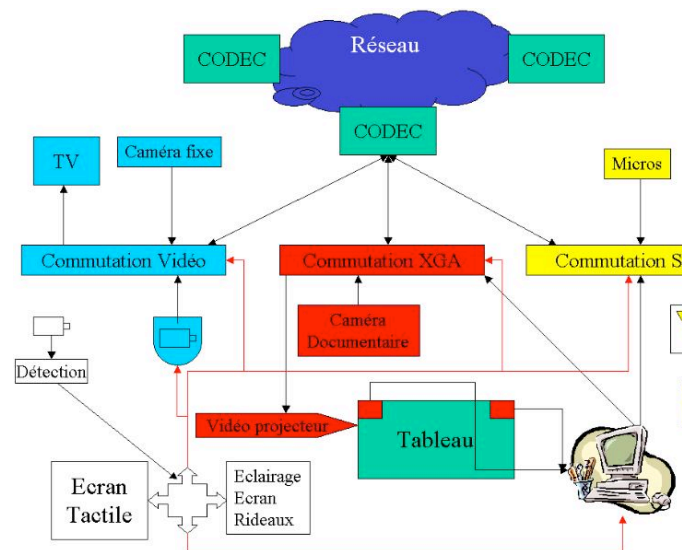 Réseau
CODEC
CODEC
CODEC
TV
Caméra fixe
Micros
Commutation Vidéo
Commutation XGA
Commutation S
Caméra
Documentaire
Détection
Vidéo projecteur
Tableau
Ecran
Tactile
Eclairage
Ecran
Rideaux